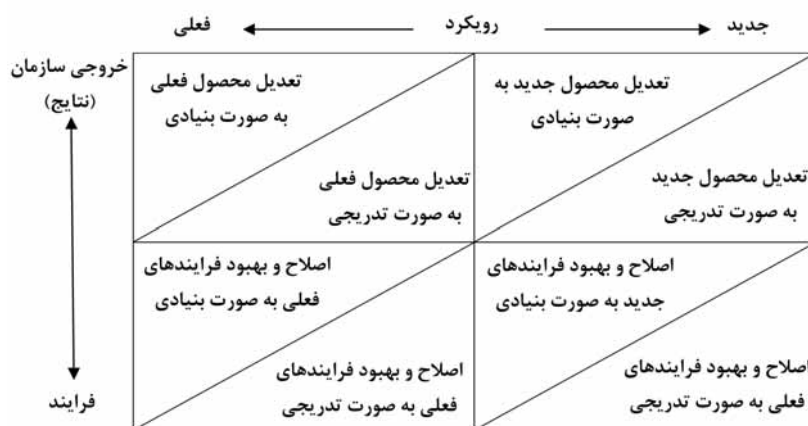 جدید
رویکرد
فعلی
خروجی سازمان
(نتایج)
تعدیل محصول جدید به
صورت بنیادی
تعدیل محصول جدید
به صورت تدریجی
تعدیل محصول فعلی
به صورت بنیادی
تعدیل محصول فعلی
به صورت تدریجی
اصلاح و بهبود فرایندهای
جدید به صورت بنیادی
اصلاح و بهبود فرایندهای
فعلی به صورت تدریجی
اصلاح و بهبود فرایندهای
فعلی به صورت بنیادی
اصلاح و بهبود فرایندهای
فعلی به صورت تدریجی
فرایند